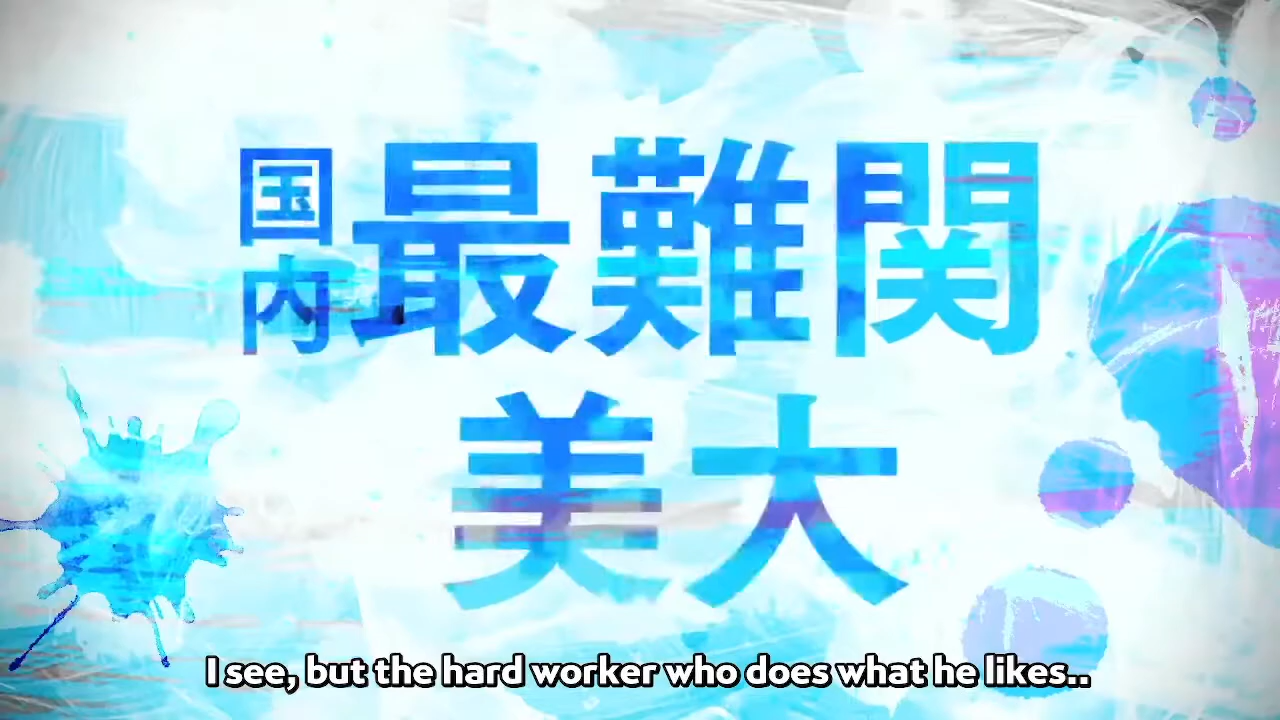 国内最難関
美大
I see, but the hard worker who does what he likes..